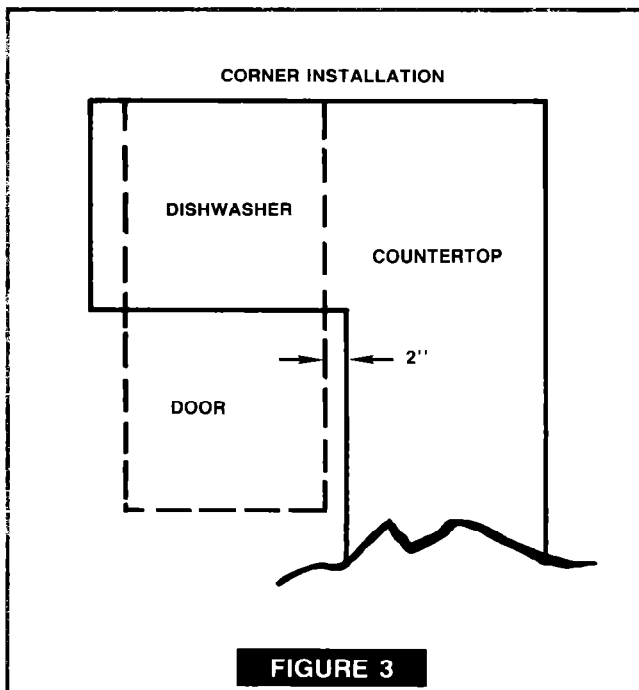 CORNER INSTALLATION
DISHWASHER
COUNTERTOP
2''
DOOR
FIGURE 3